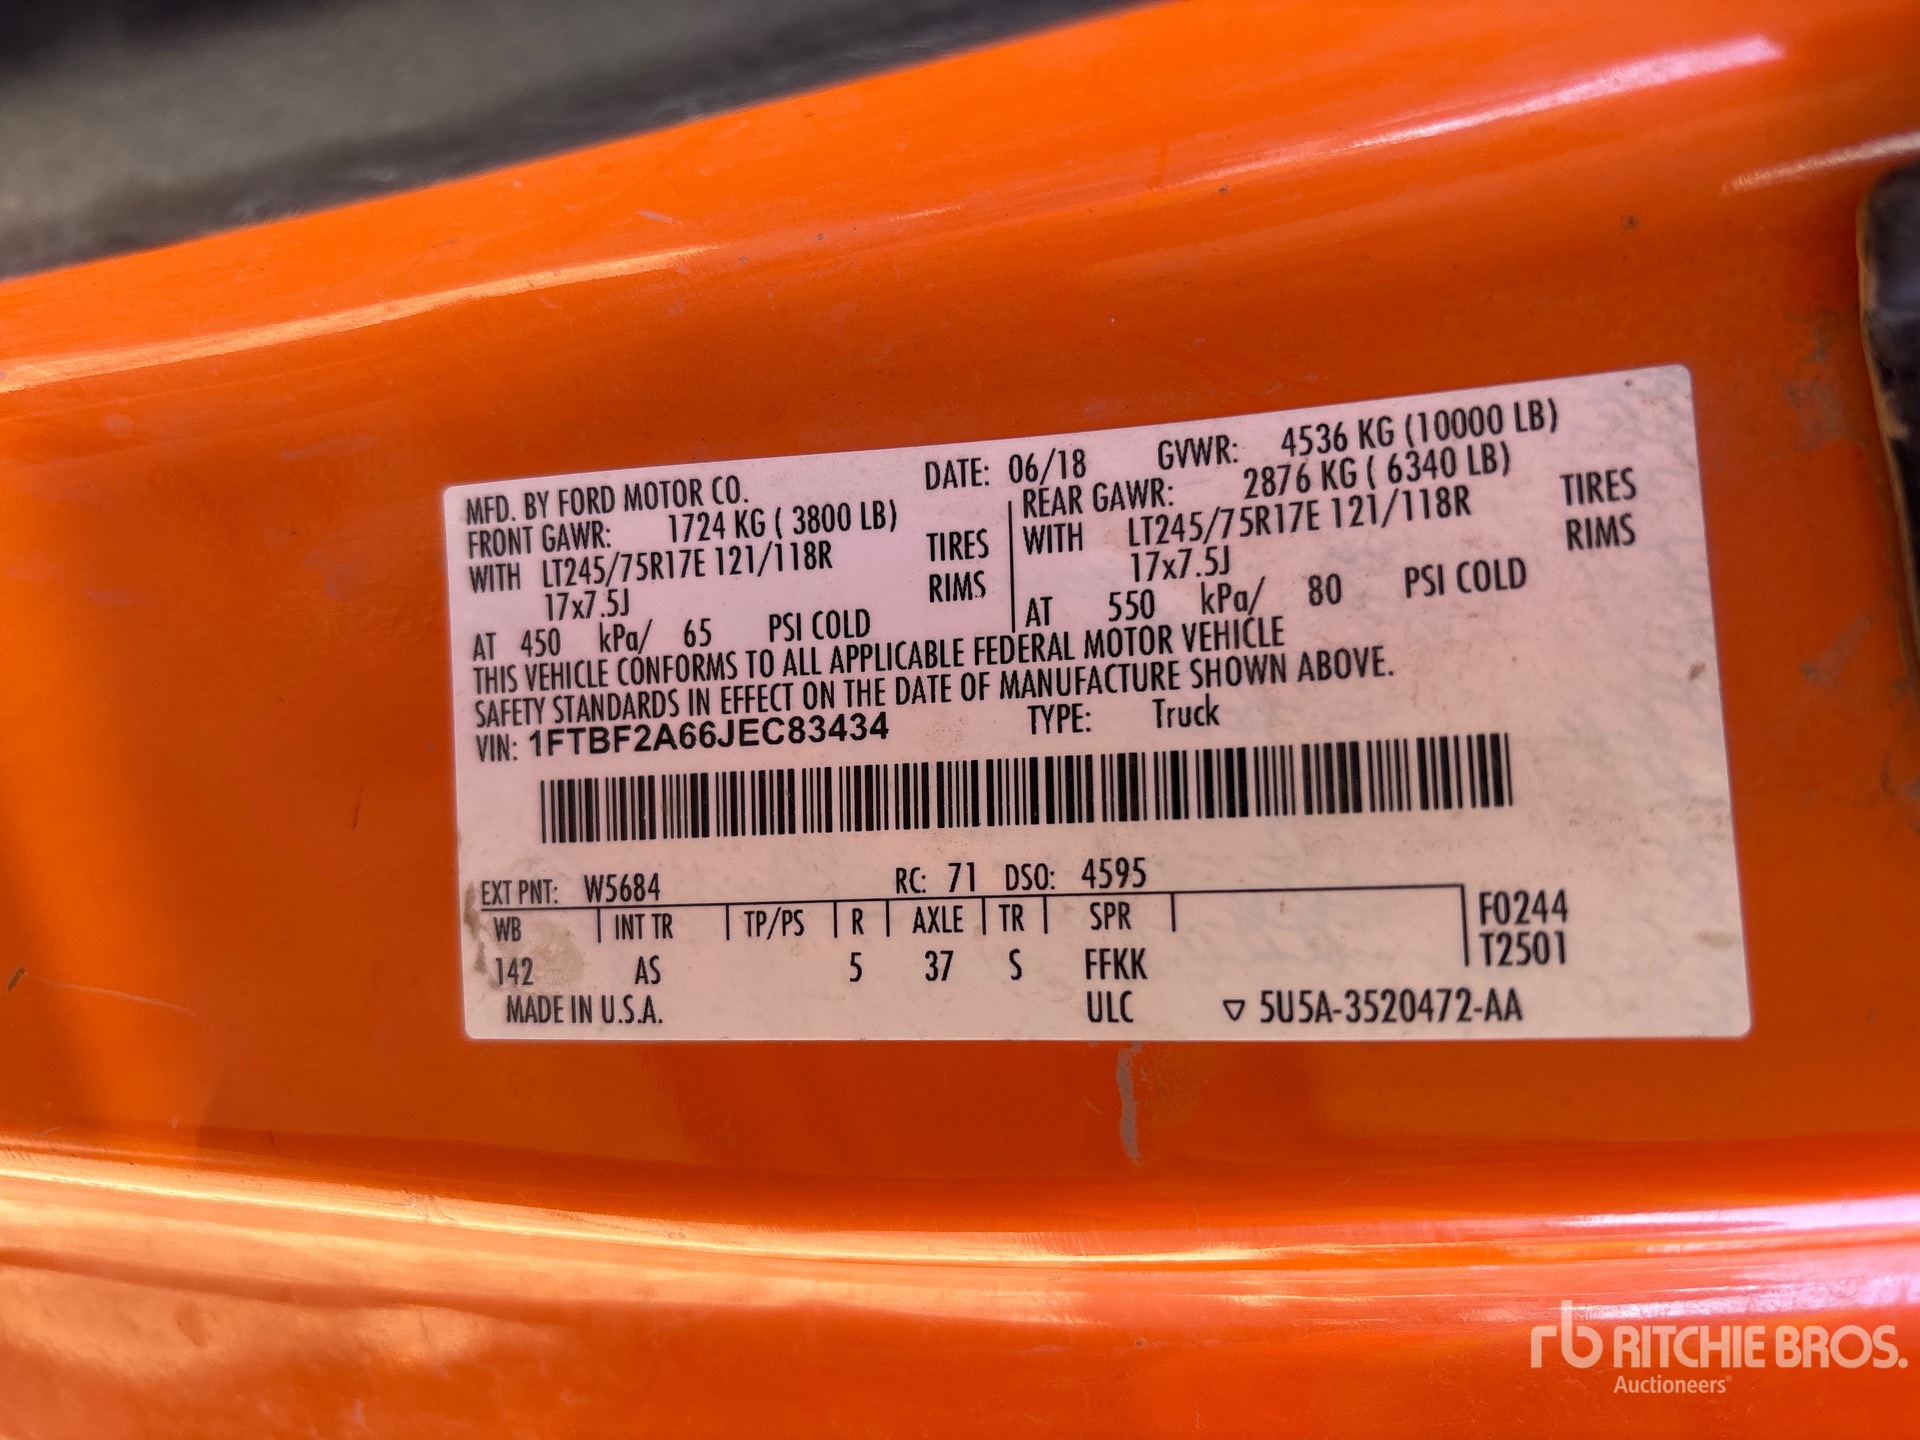 MFD. BY FORD MOTOR CO. DATE: 06/18 GVWR: 4536 KG (10000 LB)
FRONT GAWR: 1724 KG ( 3800 LB) REAR GAWR: 2876 KG ( 6340 LB)
WITH LT245/75R17E 121/118R TIRES WITH LT245/75R17E 121/118R TIRES
17x7.5J RIMS 17x7.5J RIMS
AT 450 kPa/ 65 PSI COLD AT 550 kPa/ 80 PSI COLD
THIS VEHICLE CONFORMS TO ALL APPLICABLE FEDERAL MOTOR VEHICLE
SAFETY STANDARDS IN EFFECT ON THE DATE OF MANUFACTURE SHOWN ABOVE.
VIN: 1FTBF2A66JEC83434 TYPE: Truck
EXT PNT: W5684 RC: 71 DSO: 4595
WB INT TR TP/PS R AXLE TR SPR F0244
142 AS 5 37 S FFKK T2501
MADE IN U.S.A. ULC ▽ 5U5A-3520472-AA
rb RITCHIE BROS.
Auctioneers®